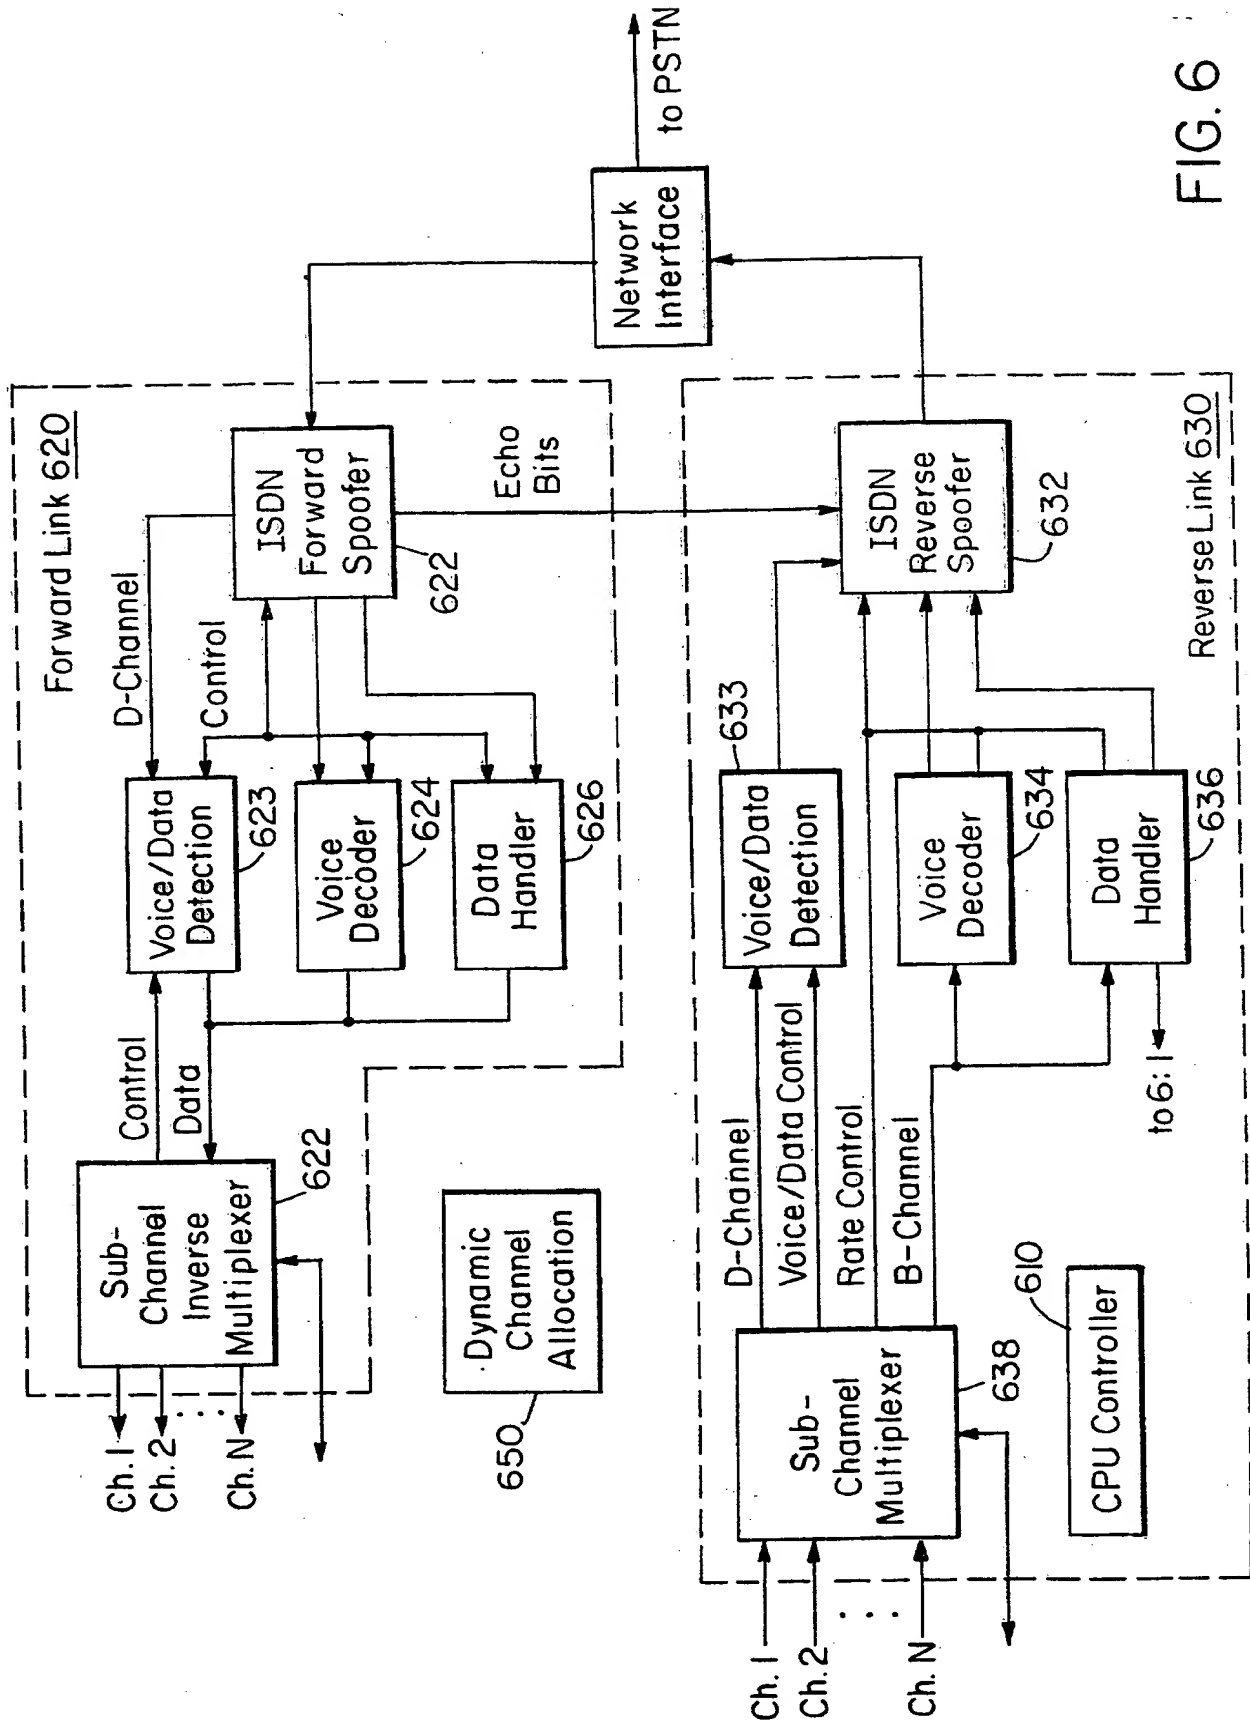 Forward Link 620
D-Channel
Control
ISDN
Forward
Spoofer
622
Echo
Bits
Voice/Data
Detection
623
Voice
Decoder
624
Data
Handler
626
Control
Data
Sub-
Channel
Inverse
Multiplexer
622
Ch. 1
Ch. 2
Ch. N
Dynamic
Channel
Allocation
650
Network
Interface
to PSTN
Reverse Link 630
ISDN
Reverse
Spoofer
632
633
Voice/Data
Detection
Voice
Decoder
634
Data
Handler
636
to 6:1
D-Channel
Voice/Data Control
Rate Control
B-Channel
Sub-
Channel
Multiplexer
638
Ch. 1
Ch. 2
Ch. N
610
CPU Controller
FIG. 6